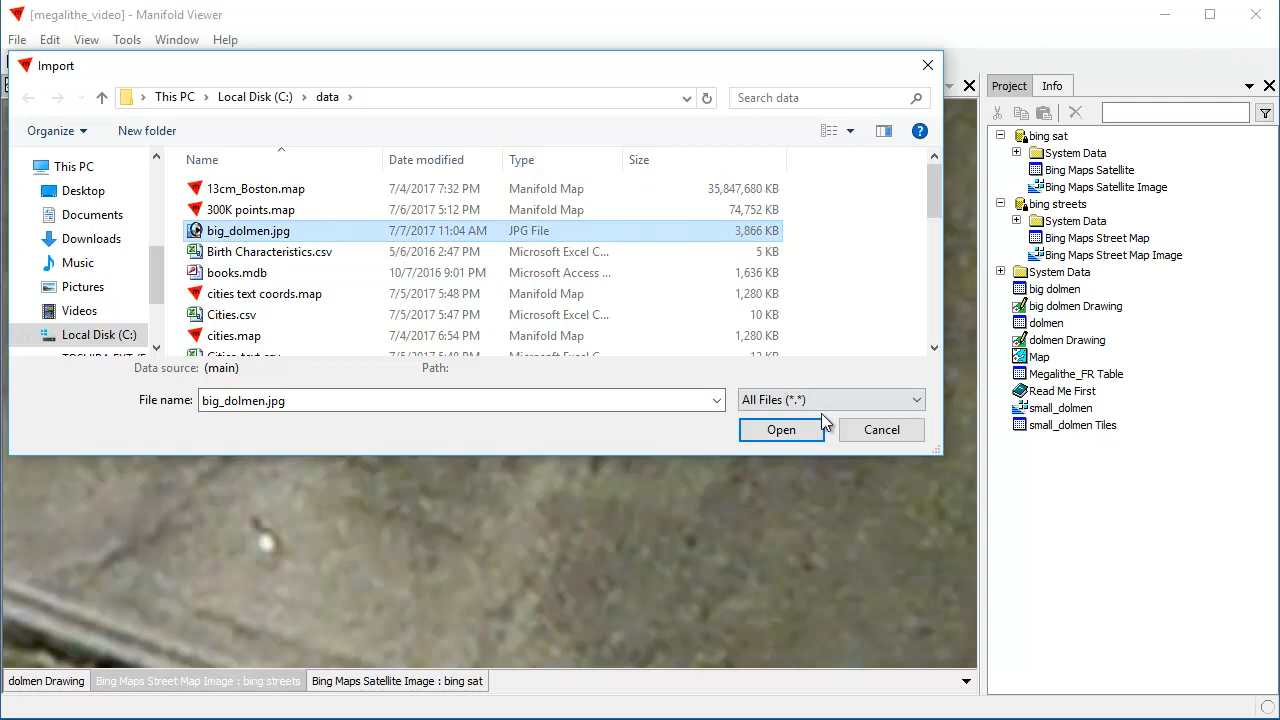 [megalithe_video] - Manifold Viewer
File Edit View Tools Window Help
Import
This PC > Local Disk (C:) > data >
Search data
Organize New folder
Name Date modified Type Size
13cm_Boston.map 7/4/2017 7:32 PM Manifold Map 35,847,680 KB
300K points.map 7/6/2017 5:12 PM Manifold Map 74,752 KB
big_dolmen.jpg 7/7/2017 11:04 AM JPG File 3,866 KB
Birth Characteristics.csv 5/6/2016 2:47 PM Microsoft Excel C... 5 KB
books.mdb 10/7/2016 9:01 PM Microsoft Access ... 1,636 KB
cities text coords.map 7/5/2017 5:48 PM Manifold Map 1,280 KB
Cities.csv 7/5/2017 5:47 PM Microsoft Excel C... 10 KB
cities.map 7/4/2017 6:54 PM Manifold Map 1,280 KB
This PC
Desktop
Documents
Downloads
Music
Pictures
Videos
Local Disk (C:)
Data source: (main) Path:
File name: big_dolmen.jpg All Files (*.*)
Open Cancel
Project Info
bing sat
System Data
Bing Maps Satellite
Bing Maps Satellite Image
bing streets
System Data
Bing Maps Street Map
Bing Maps Street Map Image
System Data
big dolmen
big dolmen Drawing
dolmen
dolmen Drawing
Map
Megalithe_FR Table
Read Me First
small_dolmen
small_dolmen Tiles
dolmen Drawing Bing Maps Street Map Image : bing streets Bing Maps Satellite Image : bing sat